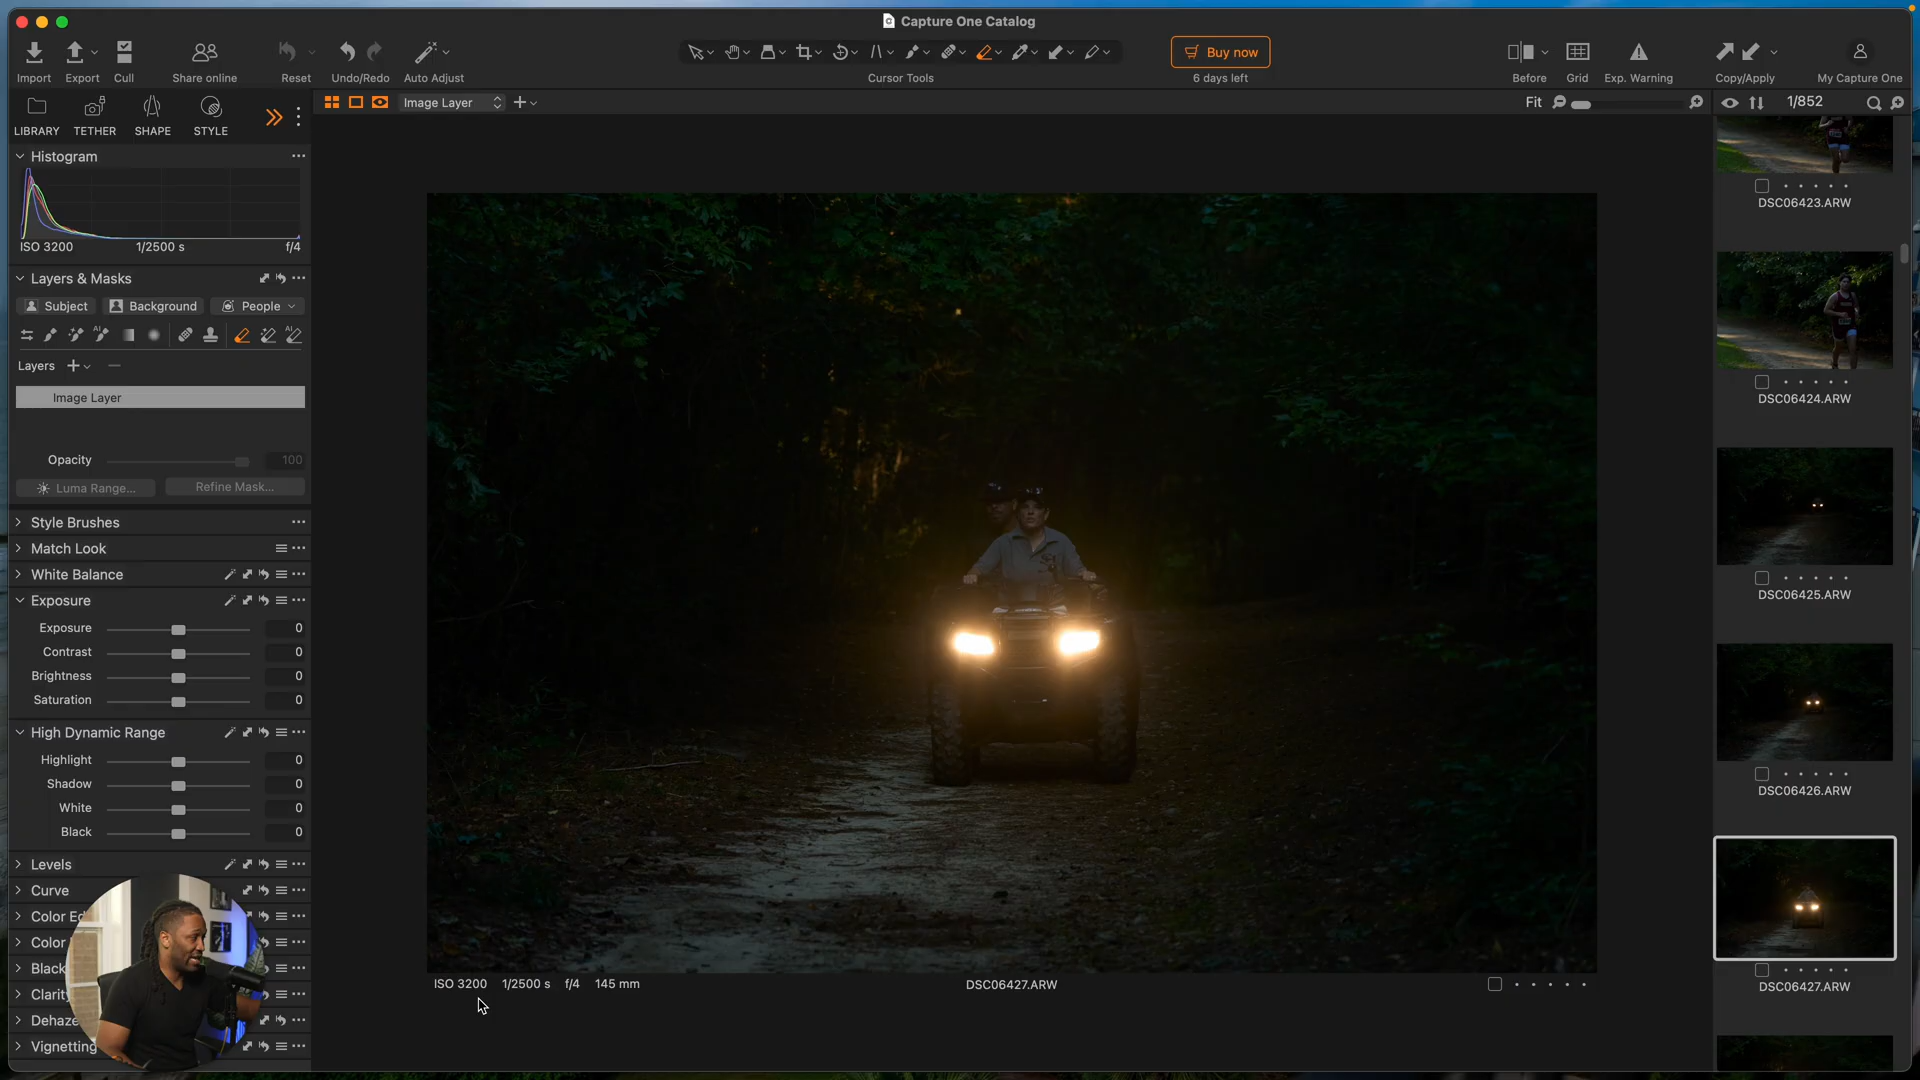 Capture One Catalog
Import
Export
Cull
Share online
Reset
Undo/Redo
Auto Adjust
Cursor Tools
Buy now
6 days left
Before
Grid
Exp. Warning
Copy/Apply
My Capture One
LIBRARY
TETHER
SHAPE
STYLE
Image Layer
Fit
1/852
Histogram
ISO 3200
1/2500 s
f/4
Layers & Masks
Subject
Background
People
AI
AI
Layers
Image Layer
Opacity
100
Luma Range...
Refine Mask...
Style Brushes
Match Look
White Balance
Exposure
Exposure 0
Contrast 0
Brightness 0
Saturation 0
High Dynamic Range
Highlight 0
Shadow 0
White 0
Black 0
Levels
Curve
Color Ed
Color
Black
Clarity
Dehaze
Vignetting
ISO 3200 1/2500 s f/4 145 mm
DSC06427.ARW
DSC06423.ARW
DSC06424.ARW
DSC06425.ARW
DSC06426.ARW
DSC06427.ARW